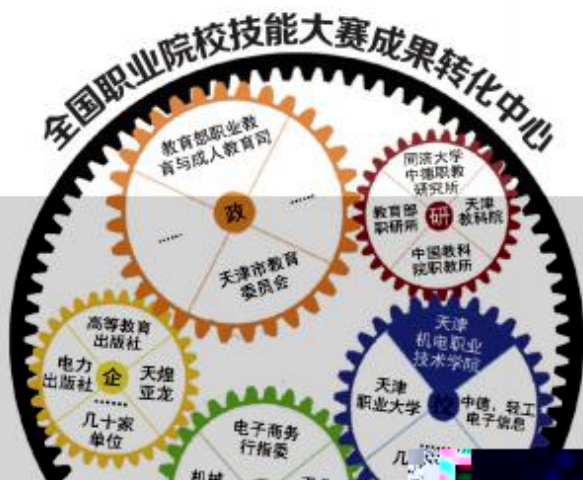 全国职业院校技能大赛成果转化中心
教育部职业教
育与成人教育司
政
······
······
天津市教育
委员会
同济大学
中德职教
研究所
教育部
职研所
研
天津
教科院
中国教科
院职教所
高等教育
出版社
电力
出版社
企
天煌
亚龙
······
几十家
单位
天津
机电职业
技术学院
天津
职业大学
校
中德、轻工
电子信息
······
几
电子商务
行指委
机械